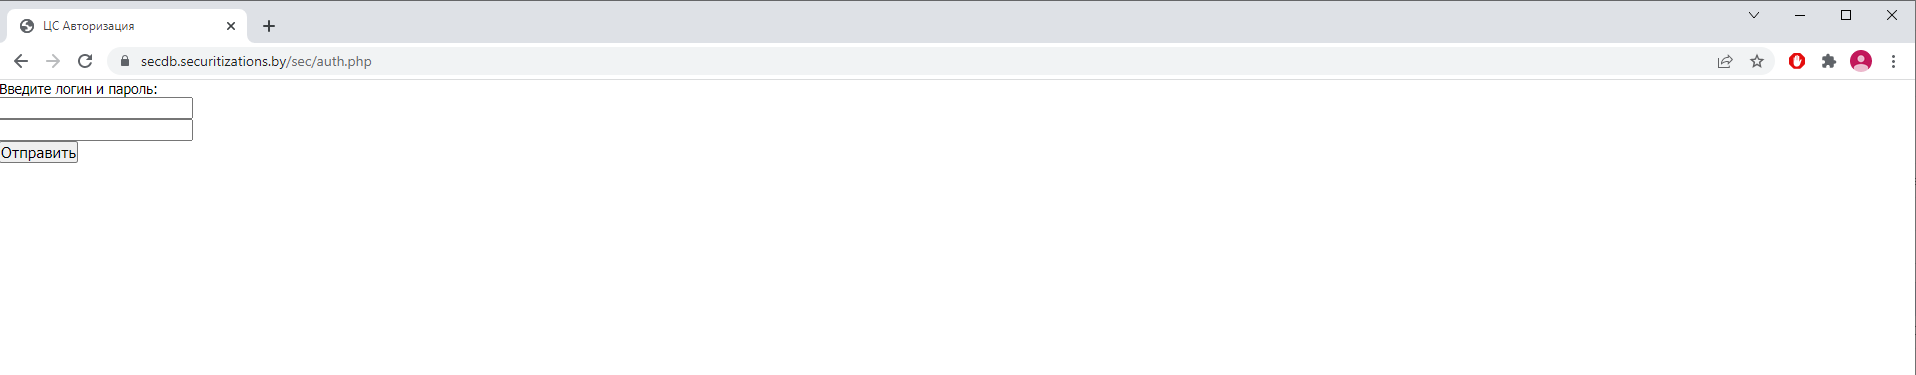 ЦС Авторизация
secdb.securitizations.by/sec/auth.php
Введите логин и пароль:
Отправить